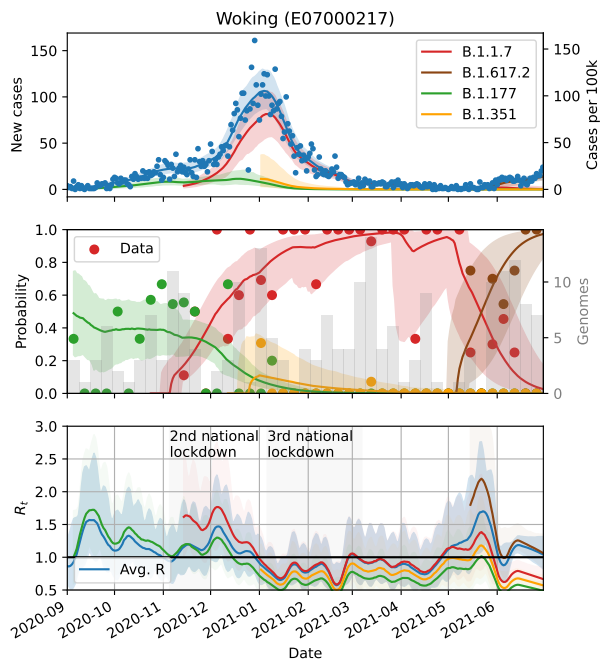 Woking (E07000217)
New cases
150
100
50
0
B.1.1.7
B.1.617.2
B.1.177
B.1.351
150
100
50
0
Cases per 100k
Probability
1.0
0.8
0.6
0.4
0.2
0.0
Data
10
5
0
Genomes
R_t
3.0
2.5
2.0
1.5
1.0
0.5
2nd national
lockdown
3rd national
lockdown
Avg. R
2020-09
2020-10
2020-11
2020-12
2021-01
2021-02
2021-03
2021-04
2021-05
2021-06
Date